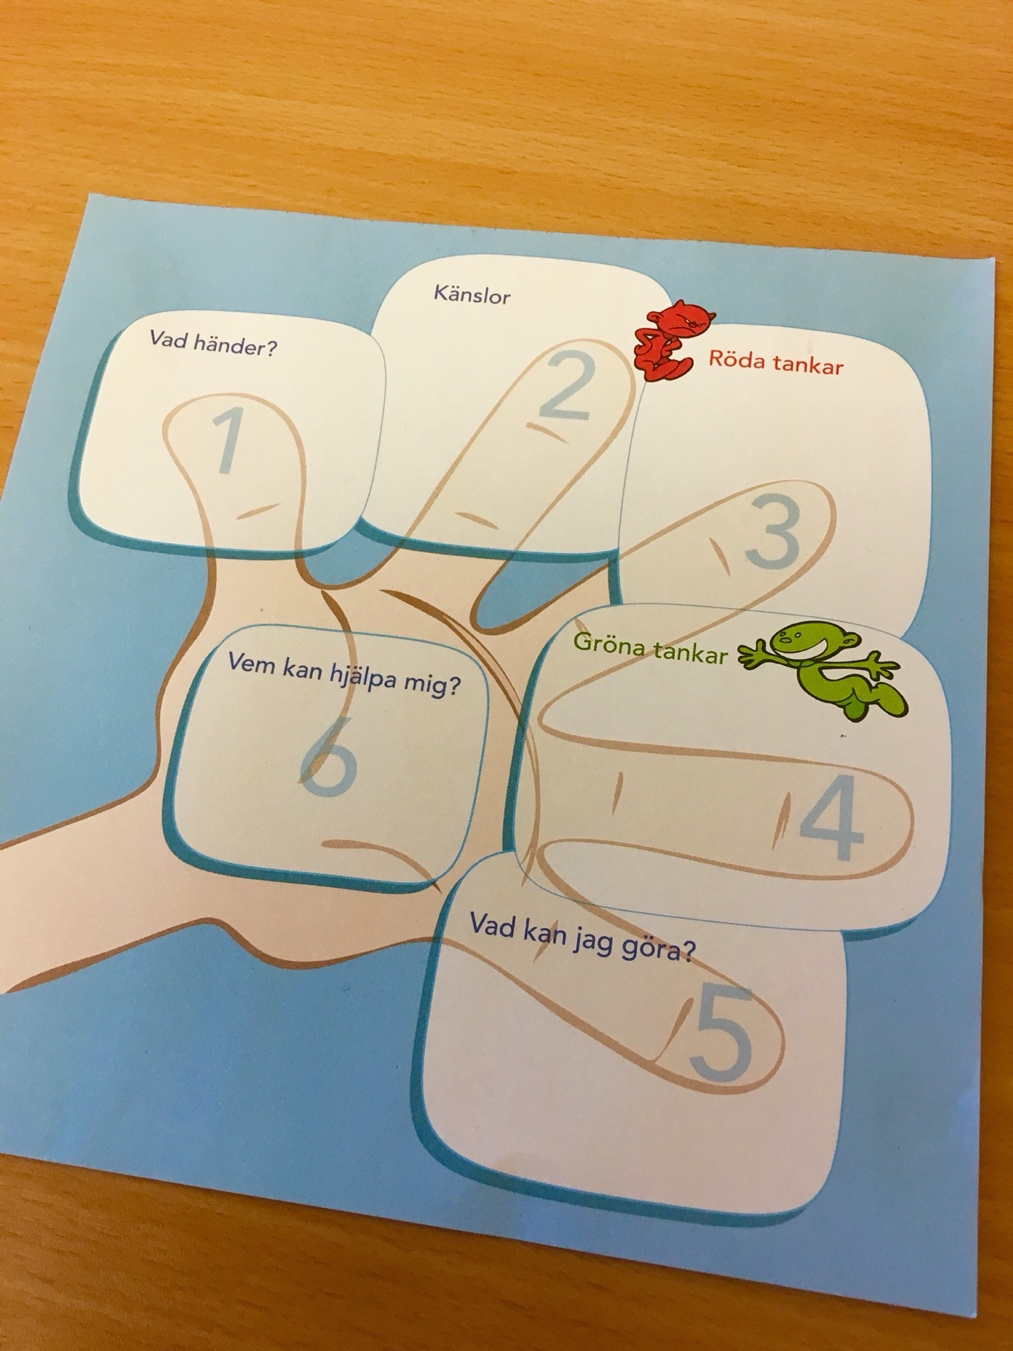 Vad händer?
1
Känslor
2
Röda tankar
3
Gröna tankar
4
Vad kan jag göra?
5
Vem kan hjälpa mig?
6